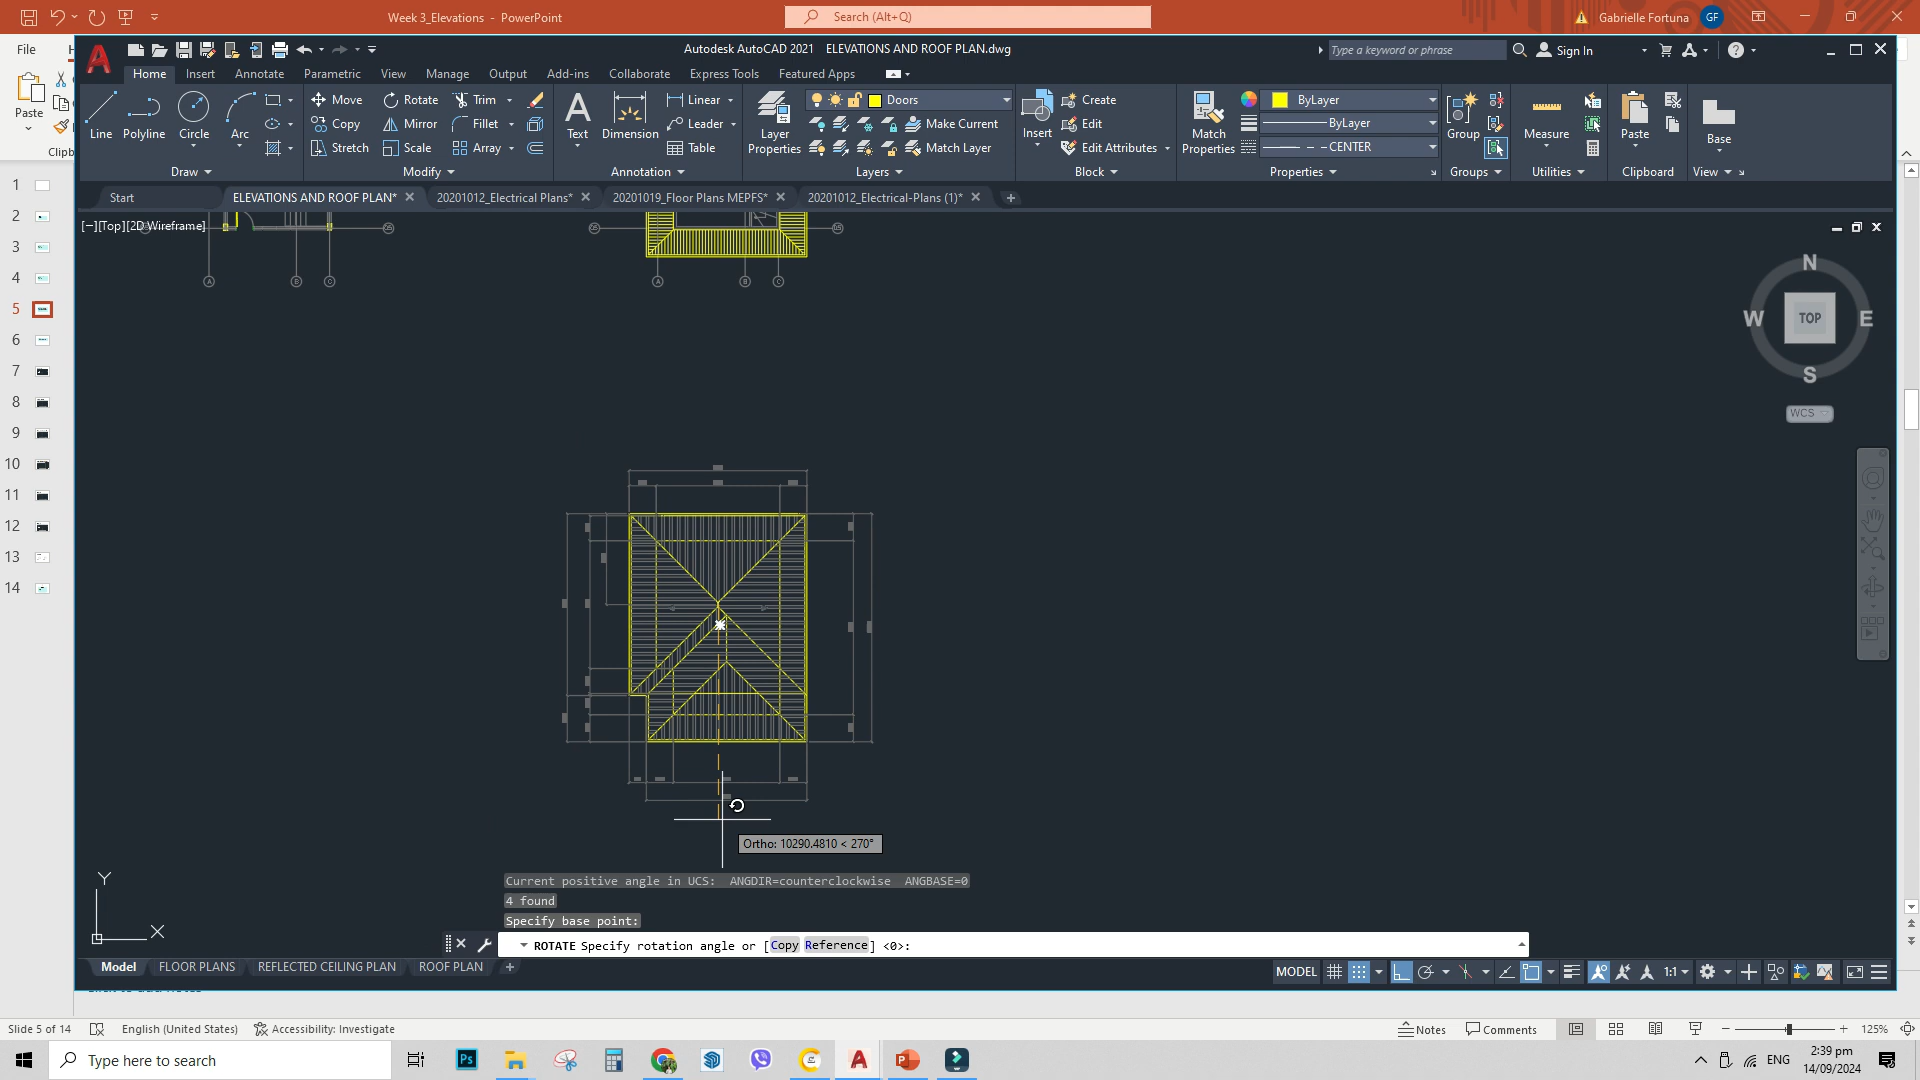 Week 3_Elevations - PowerPoint
Search (Alt+Q)
Gabrielle Fortuna
GF
File
Paste
Clipb
Autodesk AutoCAD 2021 ELEVATIONS AND ROOF PLAN.dwg
Type a keyword or phrase
Sign In
Home Insert Annotate Parametric View Manage Output Add-ins Collaborate Express Tools Featured Apps
Line Polyline Circle Arc
Move Rotate Trim
Copy Mirror Fillet
Stretch Scale Array
Text Dimension
Linear
Leader
Table
Layer Properties
Doors
Make Current
Match Layer
Insert
Create
Edit
Edit Attributes
Match Properties
ByLayer
ByLayer
CENTER
Group
Measure
Paste
Base
Draw Modify Annotation Layers Block Properties Groups Utilities Clipboard View
Start
ELEVATIONS AND ROOF PLAN*
20201012_Electrical Plans*
20201019_Floor Plans MEPFS*
20201012_Electrical-Plans (1)*
[−][Top][2D Wireframe]
A B C
A B C
N
W TOP E
S
WCS
1
2
3
4
5
6
7
8
9
10
11
12
13
14
Ortho: 10290.4810 < 270°
Y
X
Current positive angle in UCS: ANGDIR=counterclockwise ANGBASE=0
4 found
Specify base point:
ROTATE Specify rotation angle or [Copy Reference] <0>:
Model FLOOR PLANS REFLECTED CEILING PLAN ROOF PLAN
MODEL
1:1
Slide 5 of 14
English (United States)
Accessibility: Investigate
Notes
Comments
125%
Type here to search
Ps
ENG
2:39 pm
14/09/2024